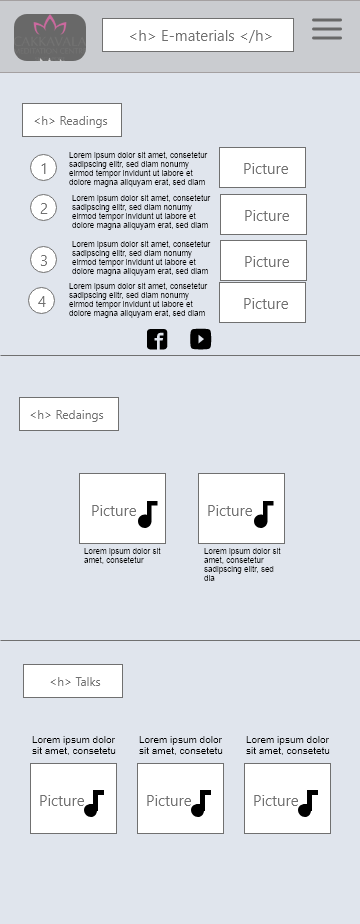 CAKKAVALA
MEDITATION CENTRE
<h> E-materials </h>
<h> Readings
1
Lorem ipsum dolor sit amet, consetetur
sadipscing elitr, sed diam nonumy
eirmod tempor invidunt ut labore et
dolore magna aliquyam erat, sed diam
Picture
2
Lorem ipsum dolor sit amet, consetetur
sadipscing elitr, sed diam nonumy
eirmod tempor invidunt ut labore et
dolore magna aliquyam erat, sed diam
Picture
3
Lorem ipsum dolor sit amet, consetetur
sadipscing elitr, sed diam nonumy
eirmod tempor invidunt ut labore et
dolore magna aliquyam erat, sed diam
Picture
4
Lorem ipsum dolor sit amet, consetetur
sadipscing elitr, sed diam nonumy
eirmod tempor invidunt ut labore et
dolore magna aliquyam erat, sed diam
Picture
<h> Redaings
Picture
Lorem ipsum dolor sit
amet, consetetur
Picture
Lorem ipsum dolor sit
amet, consetetur
sadipscing elitr, sed
dia
<h> Talks
Lorem ipsum dolor
sit amet, consetetu
Picture
Lorem ipsum dolor
sit amet, consetetu
Picture
Lorem ipsum dolor
sit amet, consetetu
Picture